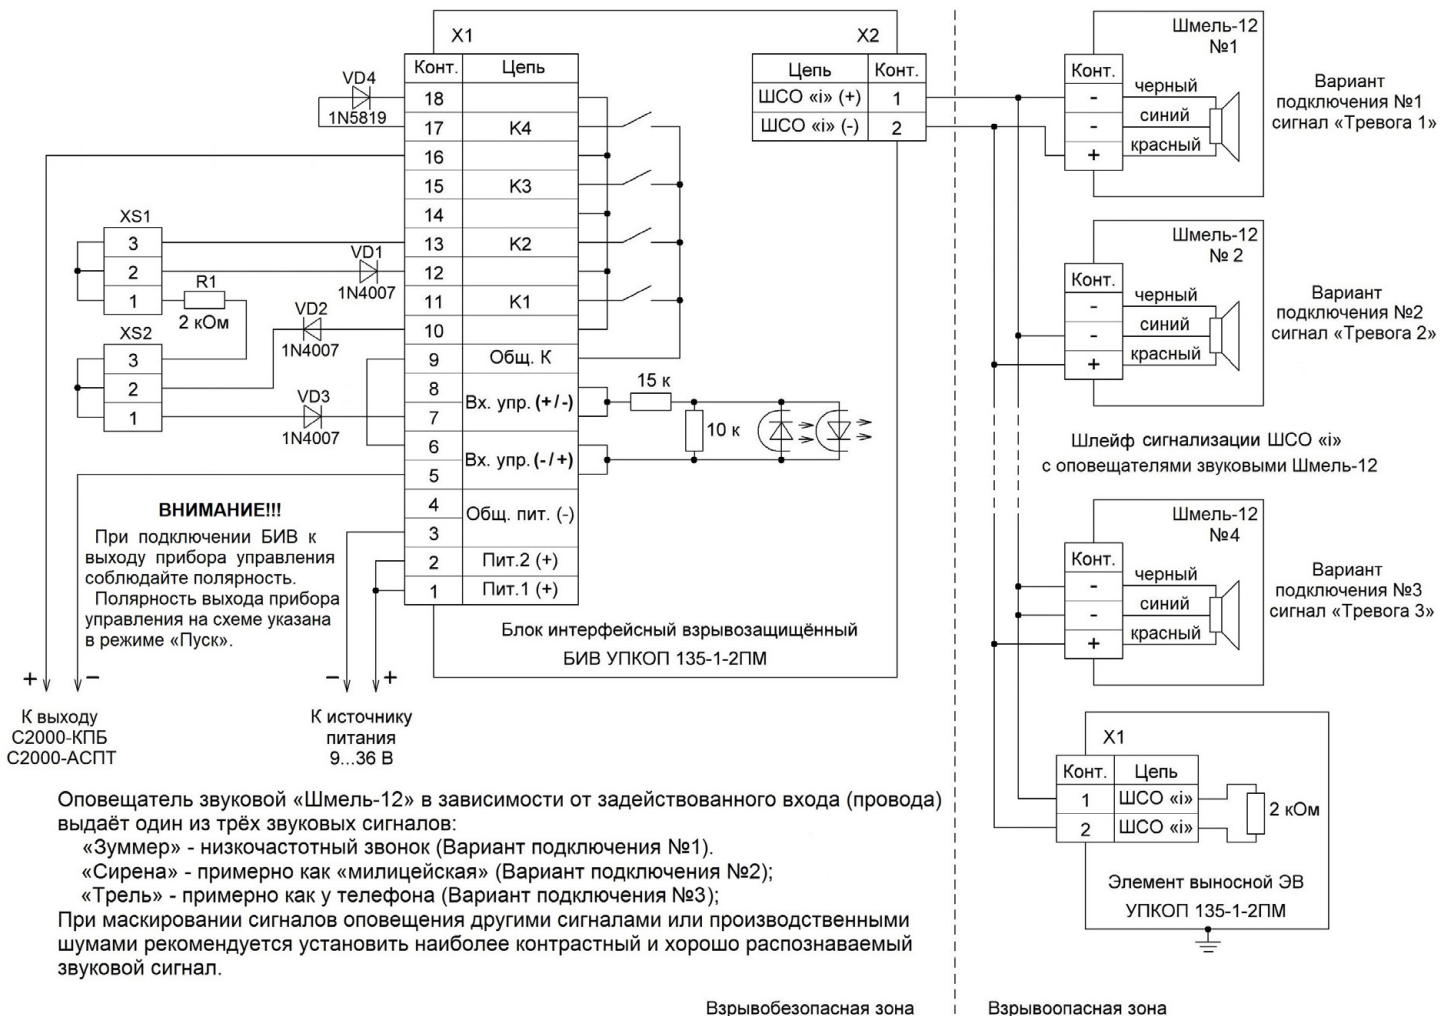 X1
Конт. Цепь
18
17 K4
16
15 K3
14
13 K2
12
11 K1
10
9 Общ. К
8
Вх. упр. (+/-)
7
6
Вх. упр. (-/+)
5
4
Общ. пит. (-)
3
2 Пит.2 (+)
1 Пит.1 (+)
VD4
1N5819
XS1
3
2
1
VD1
1N4007
R1
2 кОм
VD2
1N4007
XS2
3
2
1
VD3
1N4007
15 к
10 к
X2
Цепь Конт.
ШСО «i» (+) 1
ШСО «i» (-) 2
ВНИМАНИЕ!!!
При подключении БИВ к
выходу прибора управления
соблюдайте полярность.
Полярность выхода прибора
управления на схеме указана
в режиме «Пуск».
+ -
К выходу
С2000-КПБ
С2000-АСПТ
- +
К источнику
питания
9...36 В
Блок интерфейсный взрывозащищённый
БИВ УПКОП 135-1-2ПМ
Шмель-12
№1
Конт.
- черный
- синий
+ красный
Вариант
подключения №1
сигнал «Тревога 1»
Шмель-12
№ 2
Конт.
- черный
- синий
+ красный
Вариант
подключения №2
сигнал «Тревога 2»
Шлейф сигнализации ШСО «i»
с оповещателями звуковыми Шмель-12
Шмель-12
№4
Конт.
- черный
- синий
+ красный
Вариант
подключения №3
сигнал «Тревога 3»
X1
Конт. Цепь
1 ШСО «i»
2 ШСО «i»
2 кОм
Элемент выносной ЭВ
УПКОП 135-1-2ПМ
Оповещатель звуковой «Шмель-12» в зависимости от задействованного входа (провода)
выдаёт один из трёх звуковых сигналов:
«Зуммер» - низкочастотный звонок (Вариант подключения №1).
«Сирена» - примерно как «милицейская» (Вариант подключения №2);
«Трель» - примерно как у телефона (Вариант подключения №3);
При маскировании сигналов оповещения другими сигналами или производственными
шумами рекомендуется установить наиболее контрастный и хорошо распознаваемый
звуковой сигнал.
Взрывобезопасная зона
Взрывоопасная зона